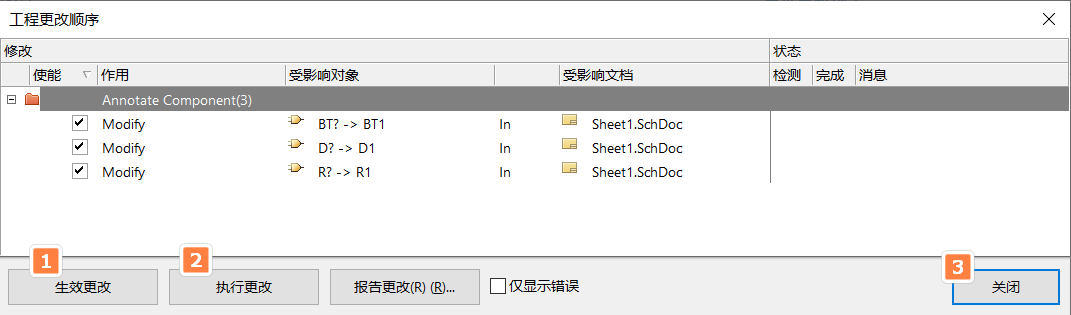 工程更改顺序
修改 状态
使能 作用 受影响对象 受影响文档 检测 完成 消息
Annotate Component(3)
Modify BT? -> BT1 In Sheet1.SchDoc
Modify D? -> D1 In Sheet1.SchDoc
Modify R? -> R1 In Sheet1.SchDoc
1 2 3
生效更改 执行更改 报告更改(R) (R)... 仅显示错误 关闭